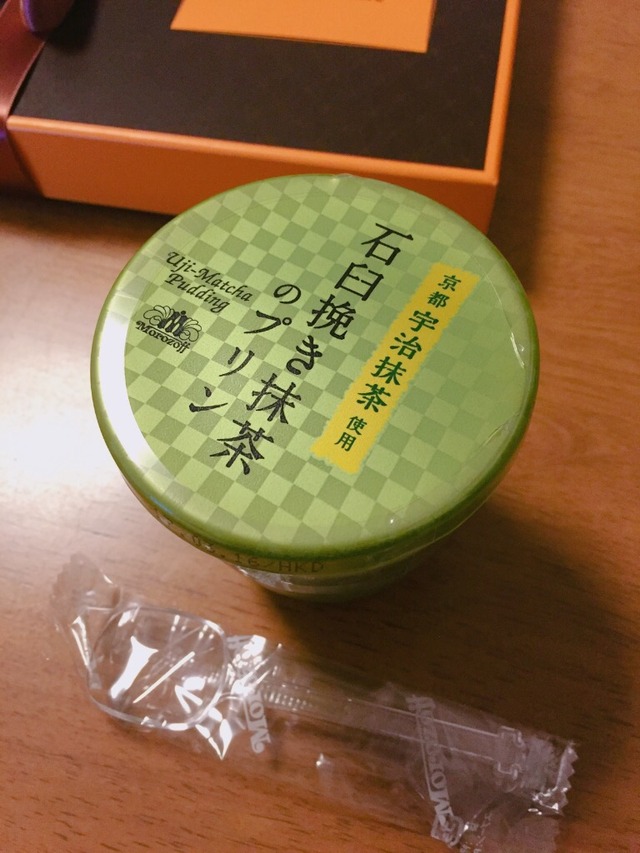 京都 宇治抹茶 使用
石臼挽き抹茶
のプリン
Uji-Matcha
Pudding
Morozoff